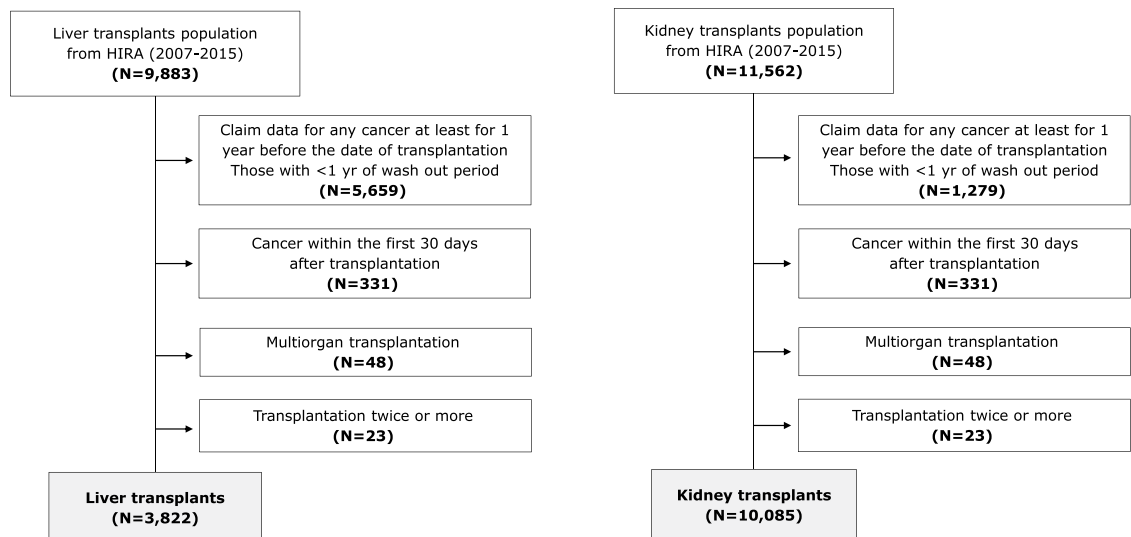 Liver transplants population
from HIRA (2007-2015)
(N=9,883)
Claim data for any cancer at least for 1
year before the date of transplantation
Those with <1 yr of wash out period
(N=5,659)
Cancer within the first 30 days
after transplantation
(N=331)
Multiorgan transplantation
(N=48)
Transplantation twice or more
(N=23)
Liver transplants
(N=3,822)
Kidney transplants population
from HIRA (2007-2015)
(N=11,562)
Claim data for any cancer at least for 1
year before the date of transplantation
Those with <1 yr of wash out period
(N=1,279)
Cancer within the first 30 days
after transplantation
(N=331)
Multiorgan transplantation
(N=48)
Transplantation twice or more
(N=23)
Kidney transplants
(N=10,085)